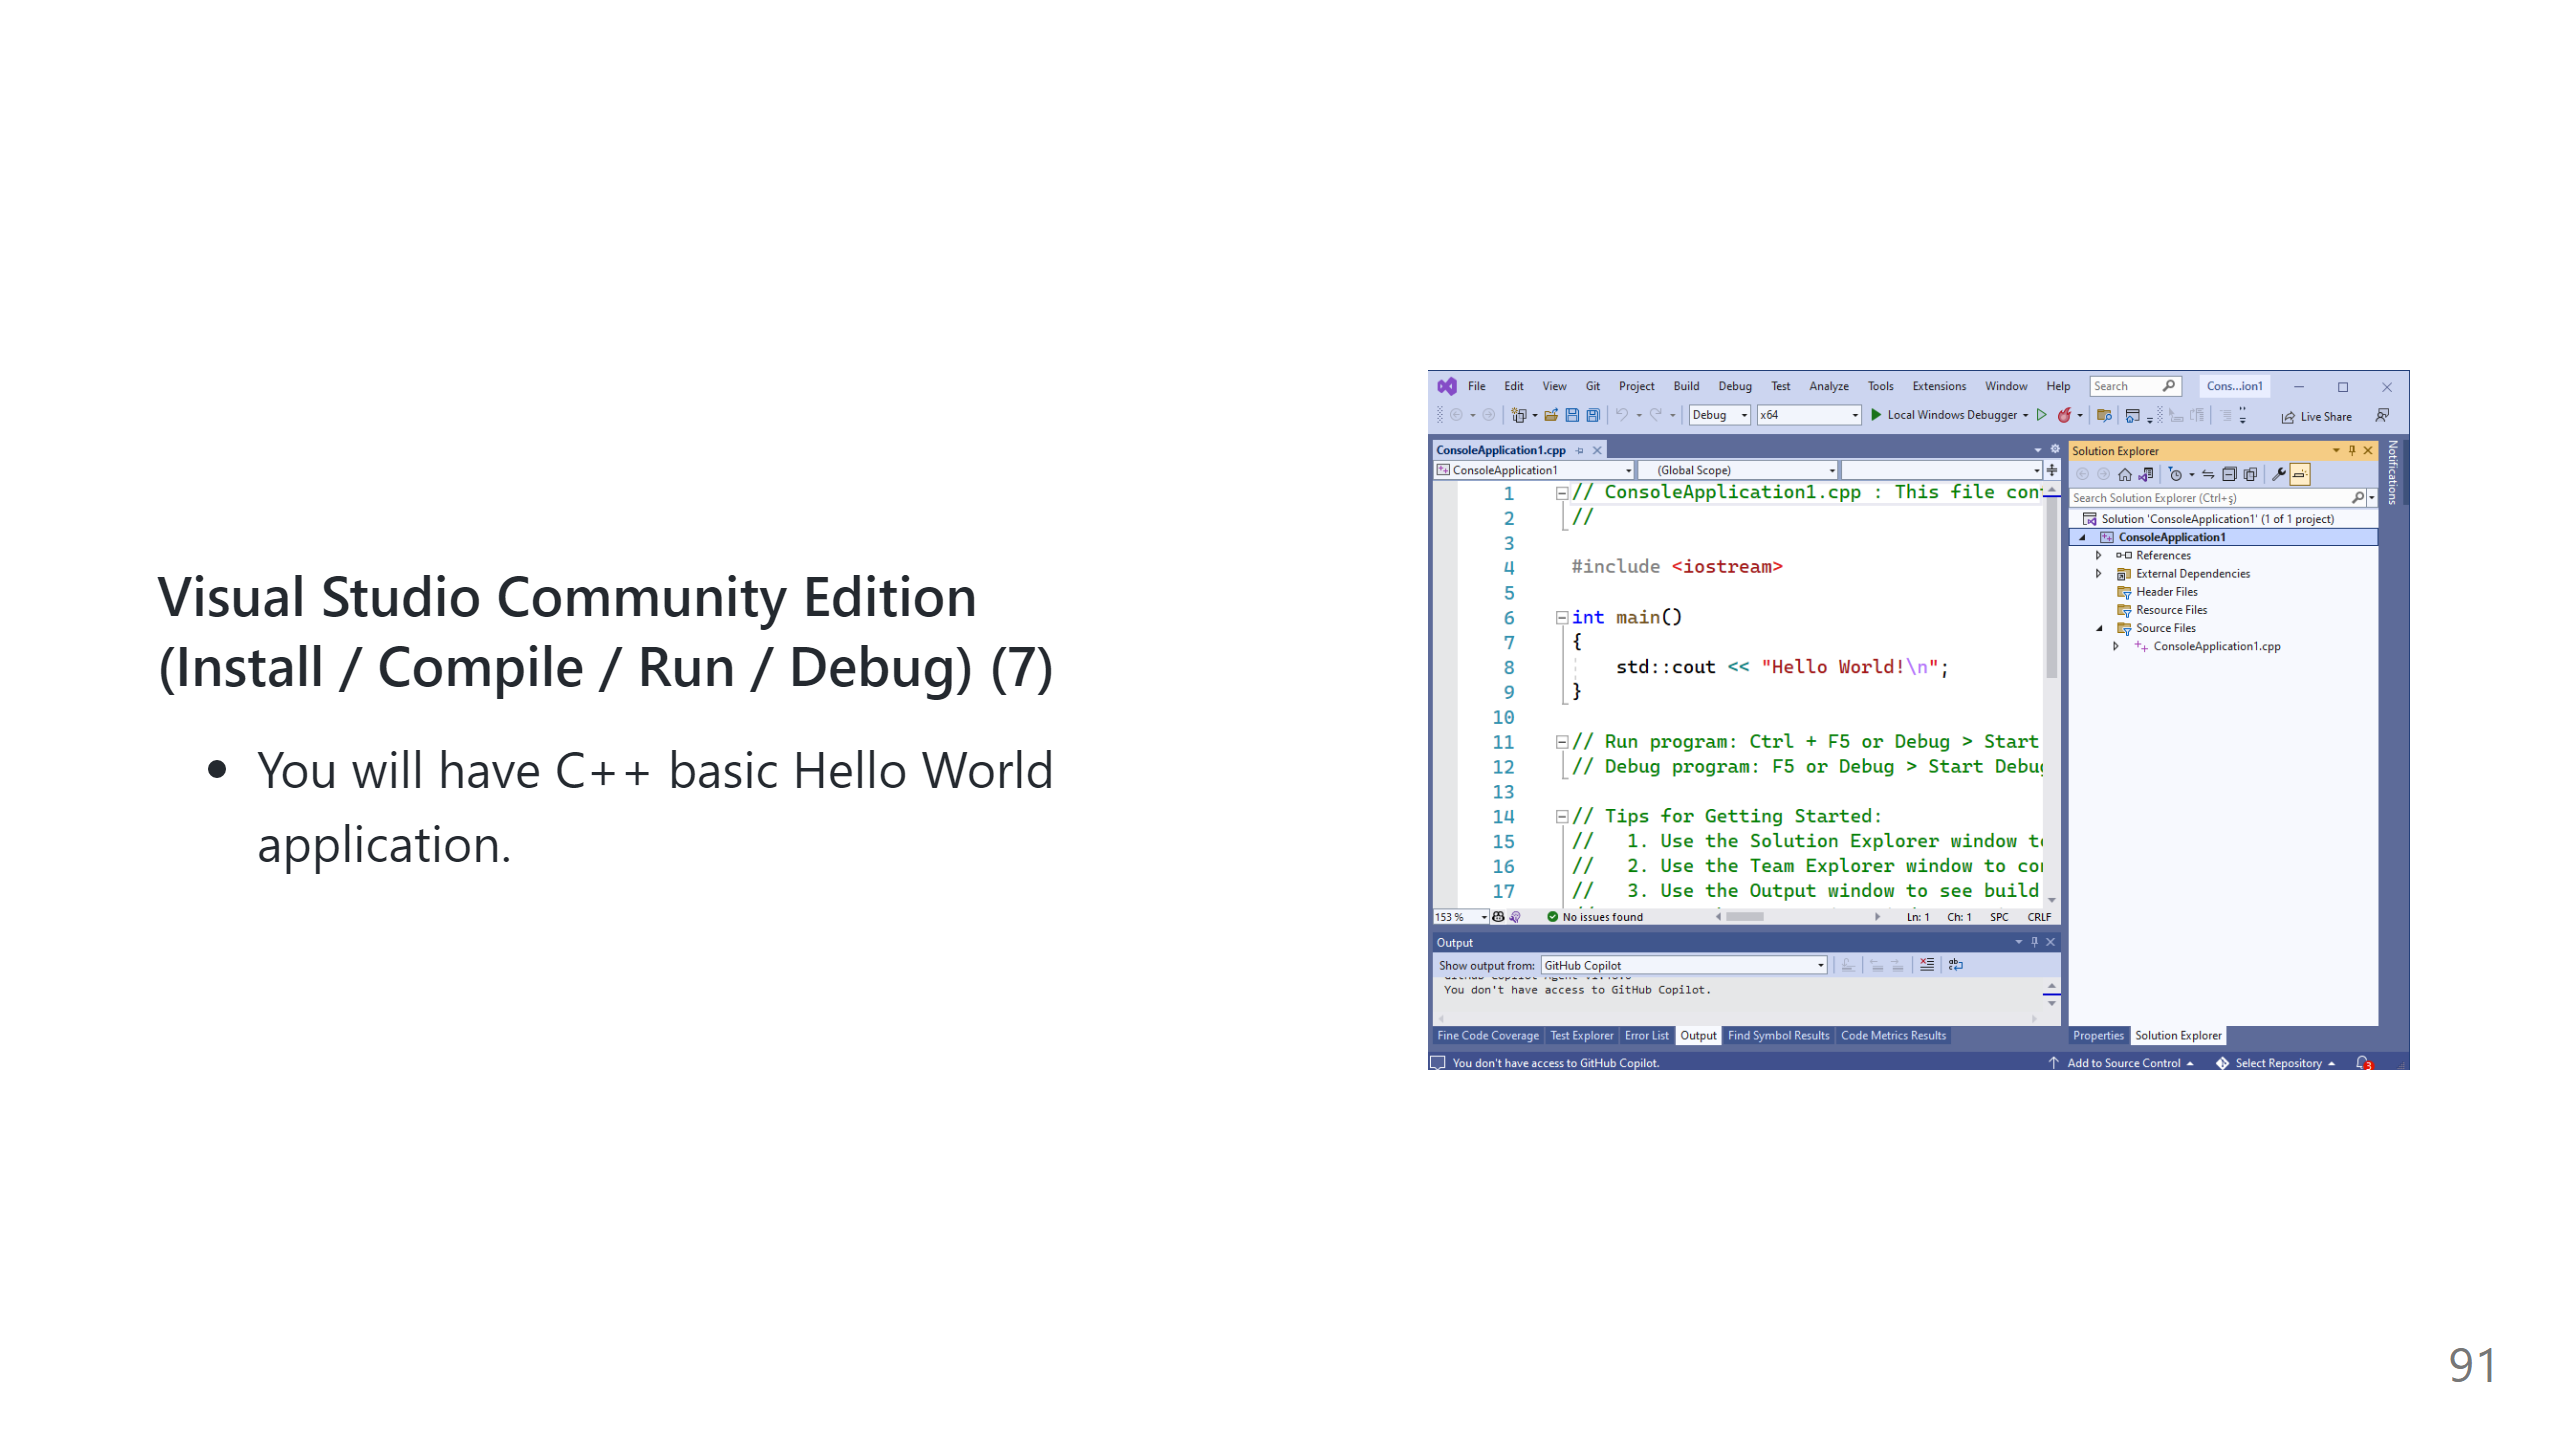 Visual Studio Community Edition
(Install / Compile / Run / Debug) (7)
• You will have C++ basic Hello World
application.
File Edit View Git Project Build Debug Test Analyze Tools Extensions Window Help Search Cons...ion1
Debug x64 Local Windows Debugger Live Share
ConsoleApplication1.cpp
ConsoleApplication1 (Global Scope)
1 // ConsoleApplication1.cpp : This file con
2 //
3
4 #include <iostream>
5
6 int main()
7 {
8 std::cout << "Hello World!\n";
9 }
10
11 // Run program: Ctrl + F5 or Debug > Start
12 // Debug program: F5 or Debug > Start Debu
13
14 // Tips for Getting Started:
15 // 1. Use the Solution Explorer window t
16 // 2. Use the Team Explorer window to co
17 // 3. Use the Output window to see build
153 % No issues found Ln: 1 Ch: 1 SPC CRLF
Output
Show output from: GitHub Copilot
You don't have access to GitHub Copilot.
Fine Code Coverage Test Explorer Error List Output Find Symbol Results Code Metrics Results
Solution Explorer
Search Solution Explorer (Ctrl+ş)
Solution 'ConsoleApplication1' (1 of 1 project)
ConsoleApplication1
References
External Dependencies
Header Files
Resource Files
Source Files
ConsoleApplication1.cpp
Properties Solution Explorer
Notifications
You don't have access to GitHub Copilot. Add to Source Control Select Repository 3
91